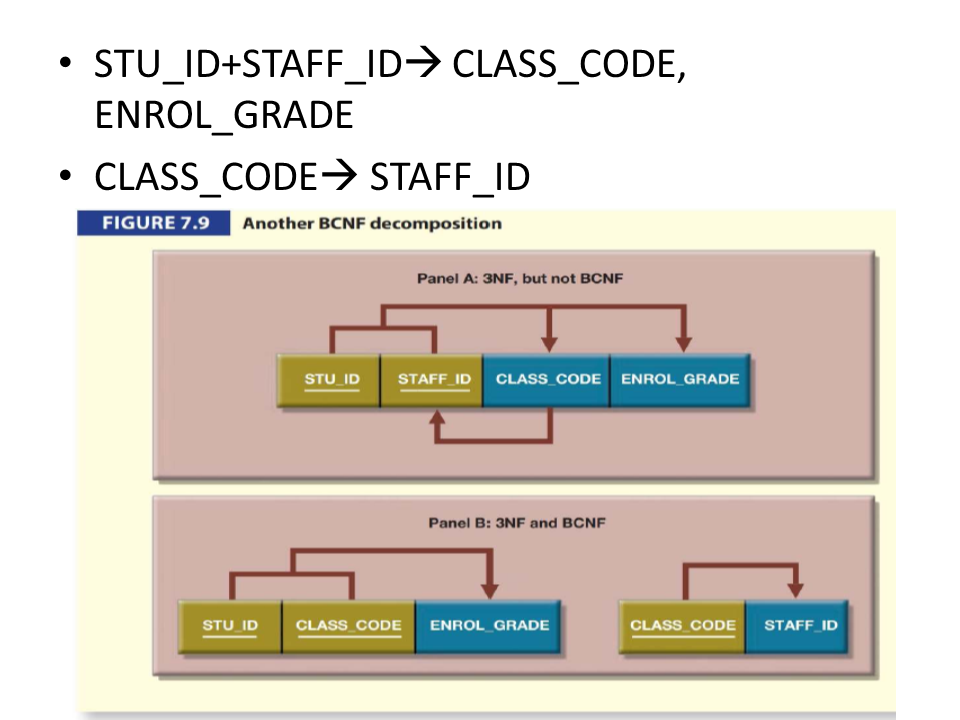 • STU_ID+STAFF_ID→ CLASS_CODE,
ENROL_GRADE
• CLASS_CODE→ STAFF_ID
FIGURE 7.9 Another BCNF decomposition
Panel A: 3NF, but not BCNF
STU_ID STAFF_ID CLASS_CODE ENROL_GRADE
Panel B: 3NF and BCNF
STU_ID CLASS_CODE ENROL_GRADE CLASS_CODE STAFF_ID